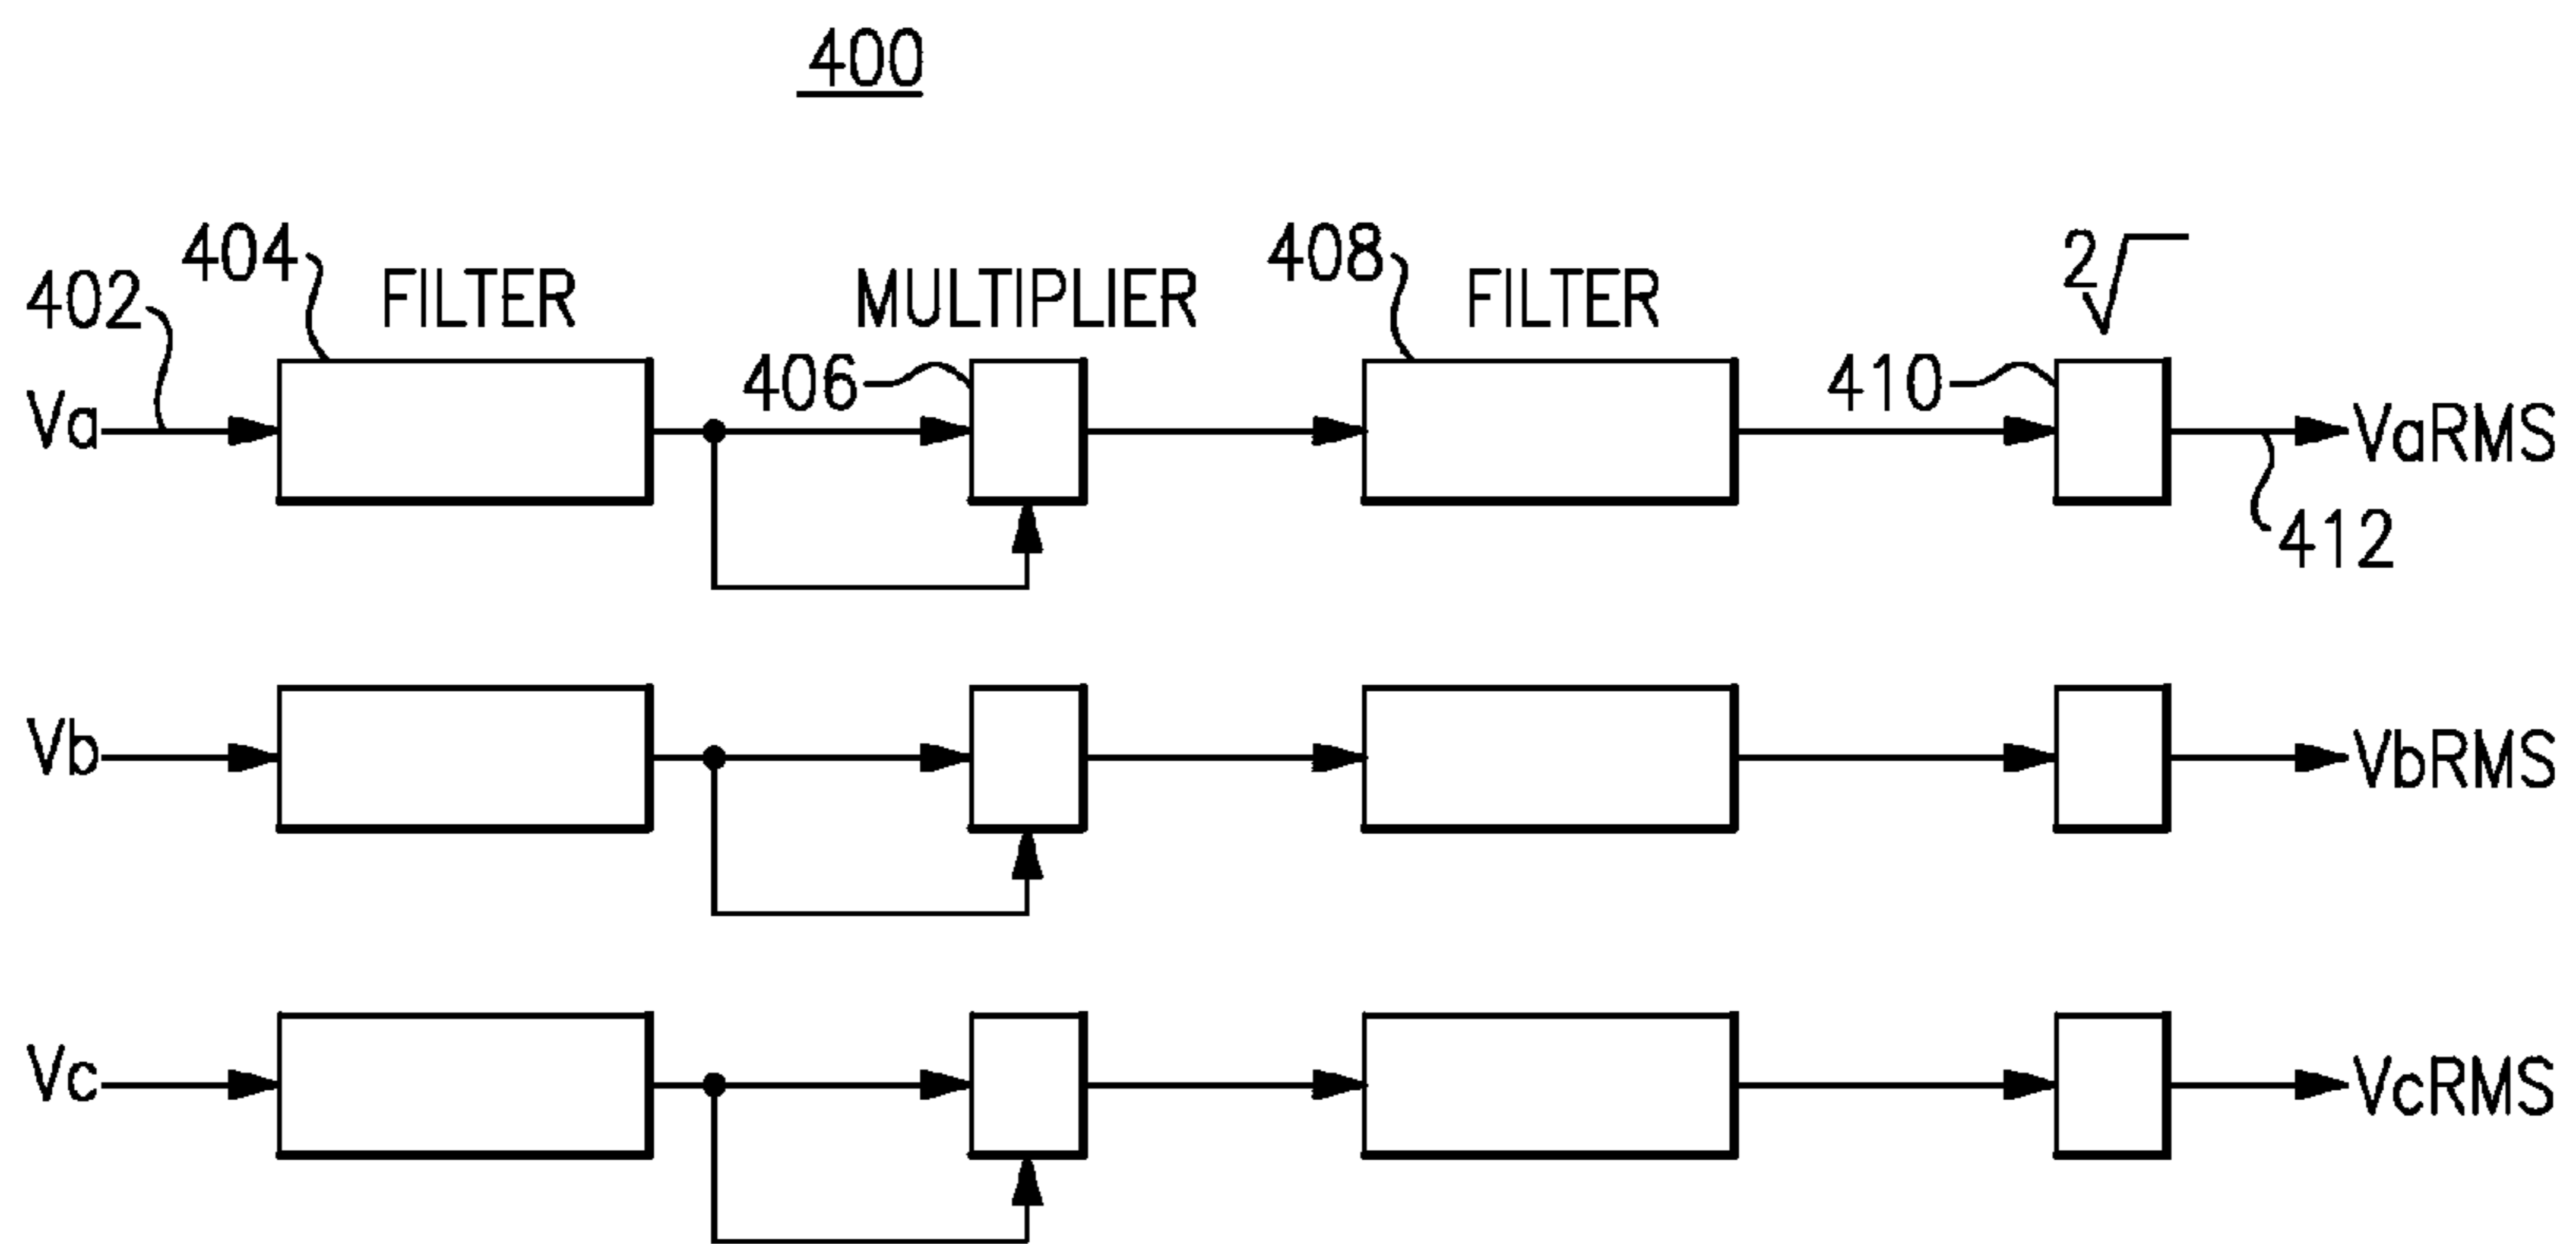 400
404 408 2√
402 FILTER MULTIPLIER FILTER
406 410
Va VaRMS
412
Vb VbRMS
Vc VcRMS